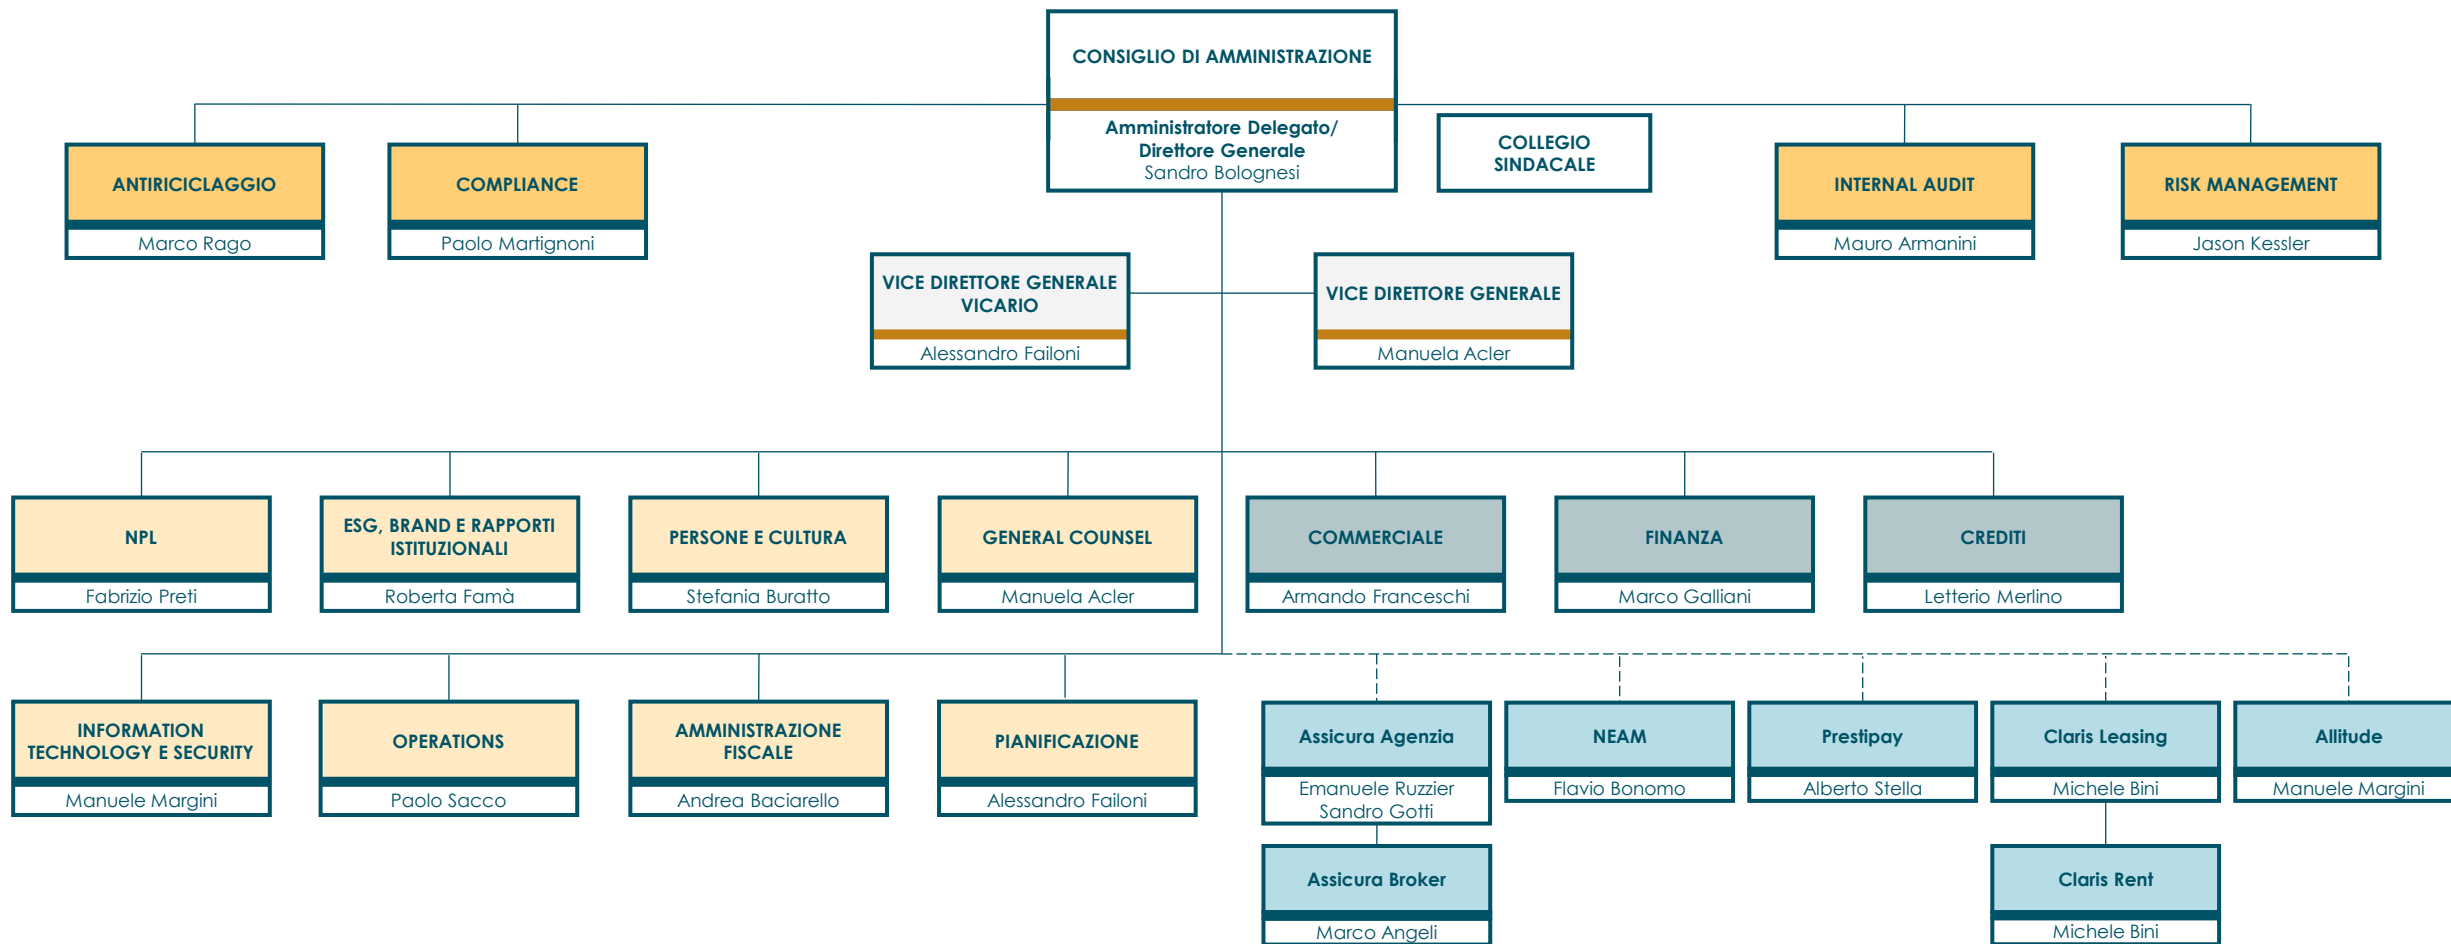 CONSIGLIO DI AMMINISTRAZIONE
Amministratore Delegato/
Direttore Generale
Sandro Bolognesi
COLLEGIO
SINDACALE
ANTIRICICLAGGIO
Marco Rago
COMPLIANCE
Paolo Martignoni
INTERNAL AUDIT
Mauro Armanini
RISK MANAGEMENT
Jason Kessler
VICE DIRETTORE GENERALE
VICARIO
Alessandro Failoni
VICE DIRETTORE GENERALE
Manuela Acler
NPL
Fabrizio Preti
ESG, BRAND E RAPPORTI
ISTITUZIONALI
Roberta Famà
PERSONE E CULTURA
Stefania Buratto
GENERAL COUNSEL
Manuela Acler
COMMERCIALE
Armando Franceschi
FINANZA
Marco Galliani
CREDITI
Letterio Merlino
INFORMATION
TECHNOLOGY E SECURITY
Manuele Margini
OPERATIONS
Paolo Sacco
AMMINISTRAZIONE
FISCALE
Andrea Baciarello
PIANIFICAZIONE
Alessandro Failoni
Assicura Agenzia
Emanuele Ruzzier
Sandro Gotti
NEAM
Flavio Bonomo
Prestipay
Alberto Stella
Claris Leasing
Michele Bini
Allitude
Manuele Margini
Assicura Broker
Marco Angeli
Claris Rent
Michele Bini